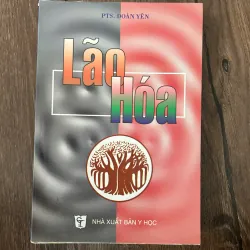 PTS. ĐOÀN YÊN
Lão
Hóa
NHÀ XUẤT BẢN Y HỌC